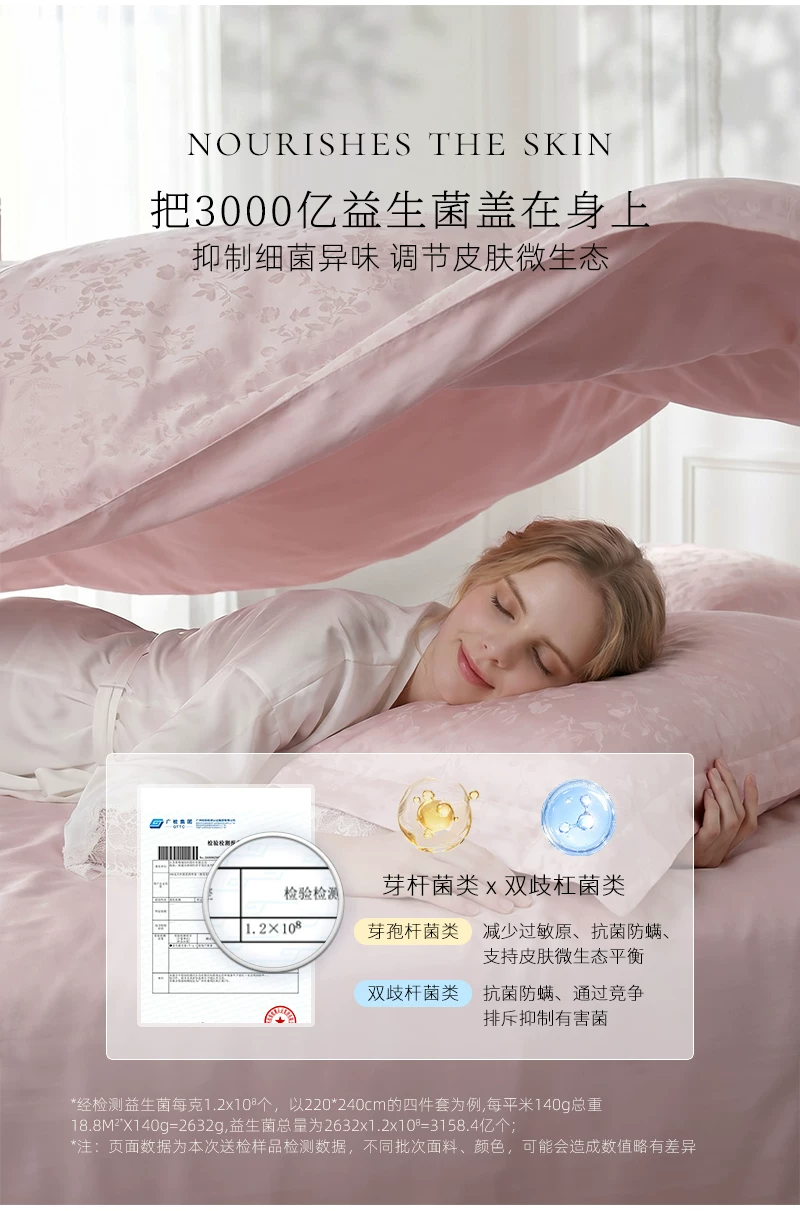 NOURISHES THE SKIN
把3000亿益生菌盖在身上
抑制细菌异味 调节皮肤微生态
广检集团
GTTC
检验检测
1.2×10⁸
芽杆菌类 x 双歧杠菌类
芽孢杆菌类
减少过敏原、抗菌防螨、
支持皮肤微生态平衡
双歧杆菌类
抗菌防螨、通过竞争
排斥抑制有害菌
*经检测益生菌每克1.2x10⁸个，以220*240cm的四件套为例,每平米140g总重
18.8M²*X140g=2632g,益生菌总量为2632x1.2x10⁸=3158.4亿个;
*注：页面数据为本次送检样品检测数据，不同批次面料、颜色，可能会造成数值略有差异